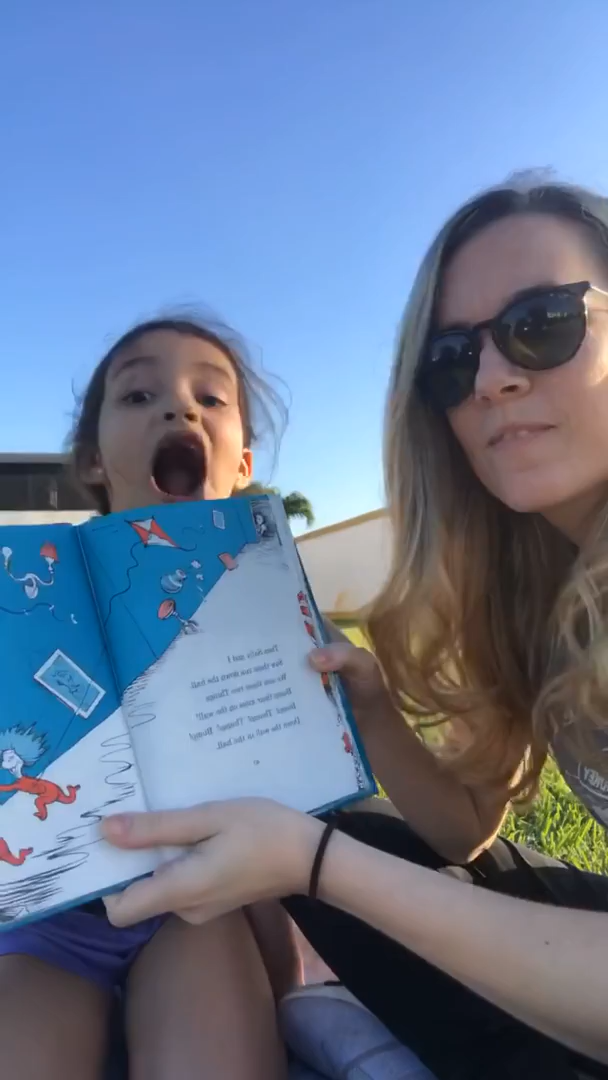 Then Sally and I
Saw them run down the hall.
We saw those two Things
Bump their kites on the wall!
Bump! Thump! Thump! Bump!
Down the wall in the hall.